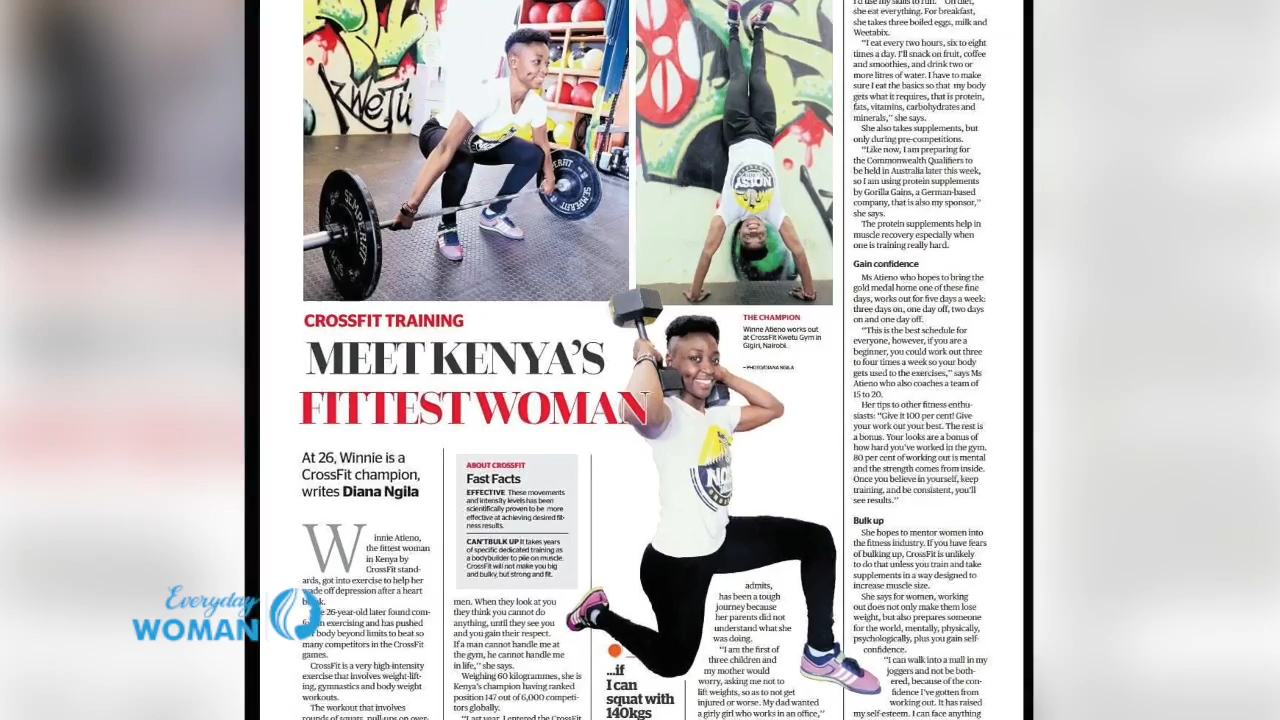 KWETU
SEMPERFIT
SEMPERFIT
CROSSFIT TRAINING
MEET KENYA'S
FITTEST WOMAN
THE CHAMPION
Winne Atieno works out
at CrossFit Kwetu Gym in
Gigiri, Nairobi.
—PHOTO/DIANA NGILA
At 26, Winnie is a
CrossFit champion,
writes Diana Ngila
Winnie Atieno,
the fittest woman
in Kenya by
CrossFit stand-
ards, got into exercise to help her
off depression after a heart
26-year-old later found com-
exercising and has pushed
body beyond limits to beat so
many competitors in the CrossFit
games.
CrossFit is a very high-intensity
exercise that involves weight-lift-
ing, gymnastics and body weight
workouts.
The workout that involves
rounds of squats, pull-ups on over-
ABOUT CROSSFIT
Fast Facts
EFFECTIVE These movements
and intensity levels has been
scientifically proven to be more
effective at achieving desired fit-
ness results.
CAN'T BULK UP It takes years
of specific dedicated training as
a bodybuilder to pile on muscle.
CrossFit will not make you big
and bulky, but strong and fit.
men. When they look at you
they think you cannot do
anything, until they see you
and you gain their respect.
If a man cannot handle me at
the gym, he cannot handle me
in life," she says.
Weighing 60 kilogrammes, she is
Kenya's champion having ranked
position 147 out of 6,000 competi-
tors globally.
"Last year, I entered the CrossFit
...if
I can
squat with
140kgs
admits,
has been a tough
journey because
her parents did not
understand what she
was doing.
"I am the first of
three children and
my mother would
worry, asking me not to
lift weights, so as to not get
injured or worse. My dad wanted
a girly girl who works in an office,"
I'd use my skills to run." On diet,
she eat everything. For breakfast,
she takes three boiled eggs, milk and
Weetabix.
"I eat every two hours, six to eight
times a day. I'll snack on fruit, coffee
and smoothies, and drink two or
more litres of water. I have to make
sure I eat the basics so that my body
gets what it requires, that is protein,
fats, vitamins, carbohydrates and
minerals," she says.
She also takes supplements, but
only during pre-competitions.
"Like now, I am preparing for
the Commonwealth Qualifiers to
be held in Australia later this week,
so I am using protein supplements
by Gorilla Gains, a German-based
company, that is also my sponsor,"
she says.
The protein supplements help in
muscle recovery especially when
one is training really hard.
Gain confidence
Ms Atieno who hopes to bring the
gold medal home one of these fine
days, works out for five days a week:
three days on, one day off, two days
on and one day off.
"This is the best schedule for
everyone, however, if you are a
beginner, you could work out three
to four times a week so your body
gets used to the exercises," says Ms
Atieno who also coaches a team of
15 to 20.
Her tips to other fitness enthu-
siasts: "Give it 100 per cent! Give
your work out your best. The rest is
a bonus. Your looks are a bonus of
how hard you've worked in the gym.
80 per cent of working out is mental
and the strength comes from inside.
Once you believe in yourself, keep
training, and be consistent, you'll
see results."
Bulk up
She hopes to mentor women into
the fitness industry. If you have fears
of bulking up, CrossFit is unlikely
to do that unless you train and take
supplements in a way designed to
increase muscle size.
She says for women, working
out does not only make them lose
weight, but also prepares someone
for the world, mentally, physically,
psychologically, plus you gain self-
confidence.
"I can walk into a mall in my
joggers and not be both-
ered, because of the con-
fidence I've gotten from
working out. It has raised
my self-esteem. I can face anything
Everyday
WOMAN